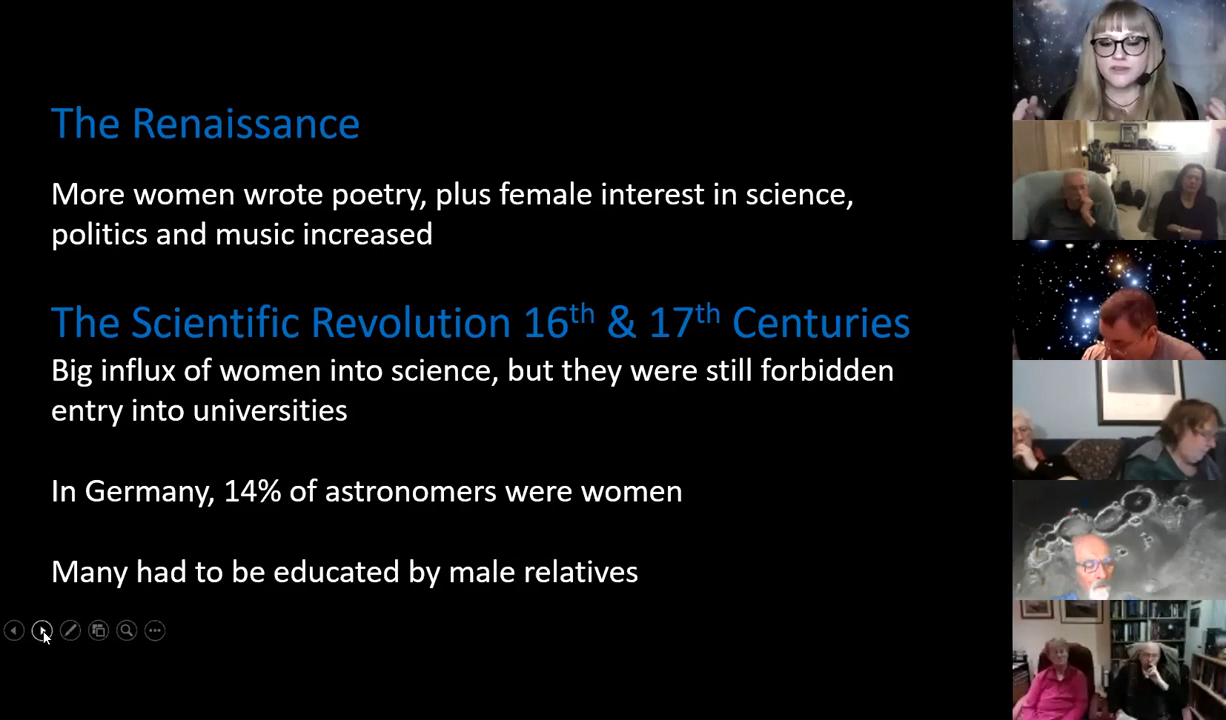 The Renaissance
More women wrote poetry, plus female interest in science,
politics and music increased
The Scientific Revolution 16th & 17th Centuries
Big influx of women into science, but they were still forbidden
entry into universities
In Germany, 14% of astronomers were women
Many had to be educated by male relatives